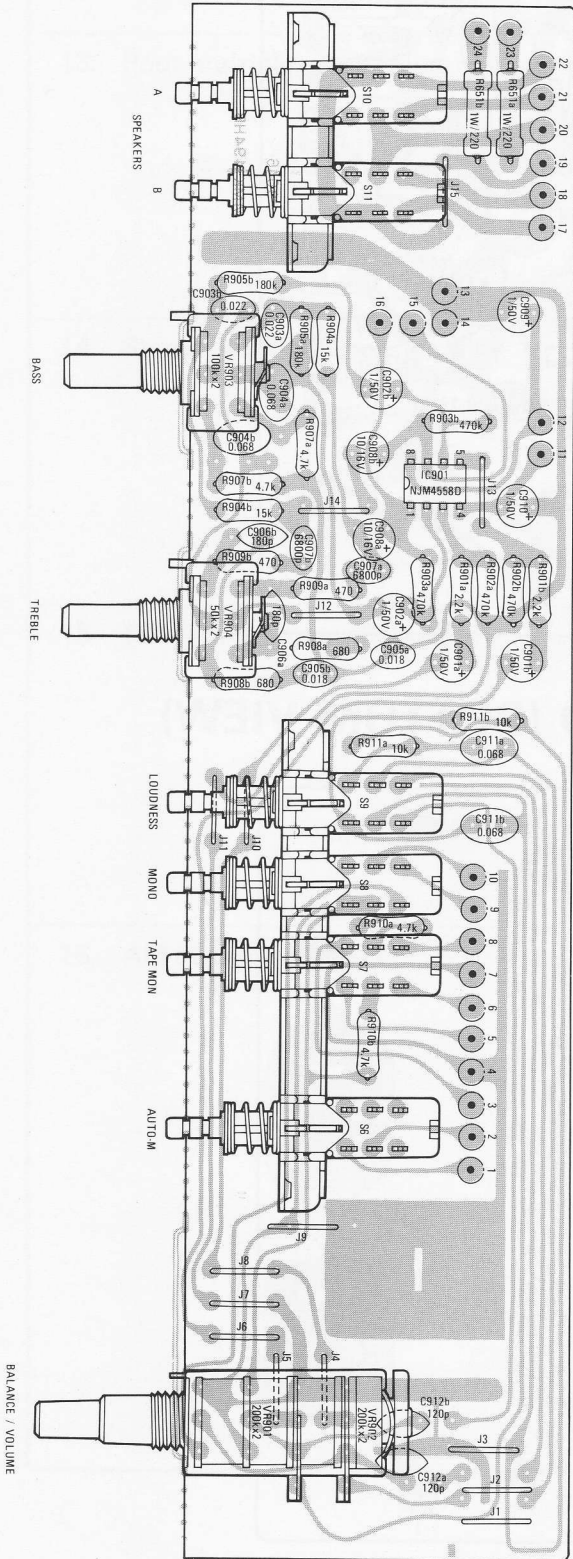 22
21
20
19
18
17
23
24
R651a
1W/220
R651b
1W/220
S10
S11
J15
A
SPEAKERS
B
R905b 180k
C903b
0.022
C903a
0.022
R905a
180k
R904a
15k
16
15
13
14
C909
1/50V
VR903
100k×2
C904a
0.068
C904b
0.068
R907a
4.7k
C902b
1/50V
C908b
10/16V
R903b 470k
12
11
BASS
8
5
IC901
NJM4558D
1
4
J13
C910
1/50V
R907b 4.7k
R904b 15k
J14
C906b
180p
C907b
6800p
C908a
10/16V
C907a
6800p
R909b 470
R909a 470
J12
VR904
50k×2
180p
C906a
C902a
1/50V
R903a
470k
R901a
2.2k
R902a
470k
R902b
470k
R901b
2.2k
TREBLE
R908a 680
C905a
0.018
C905b
0.018
R908b 680
C901a
1/50V
C901b
1/50V
R911b 10k
R911a 10k
C911a
0.068
LOUDNESS
J11
J10
S9
C911b
0.068
MONO
S8
10
9
8
7
6
5
4
3
2
1
R910a 4.7k
TAPE MON
S7
R910b
4.7k
AUTO-M
S6
J9
J8
J7
J6
J5
J4
VR901
200k×2
VR902
200k×2
C912b
120p
C912a
120p
J3
J2
J1
BALANCE / VOLUME